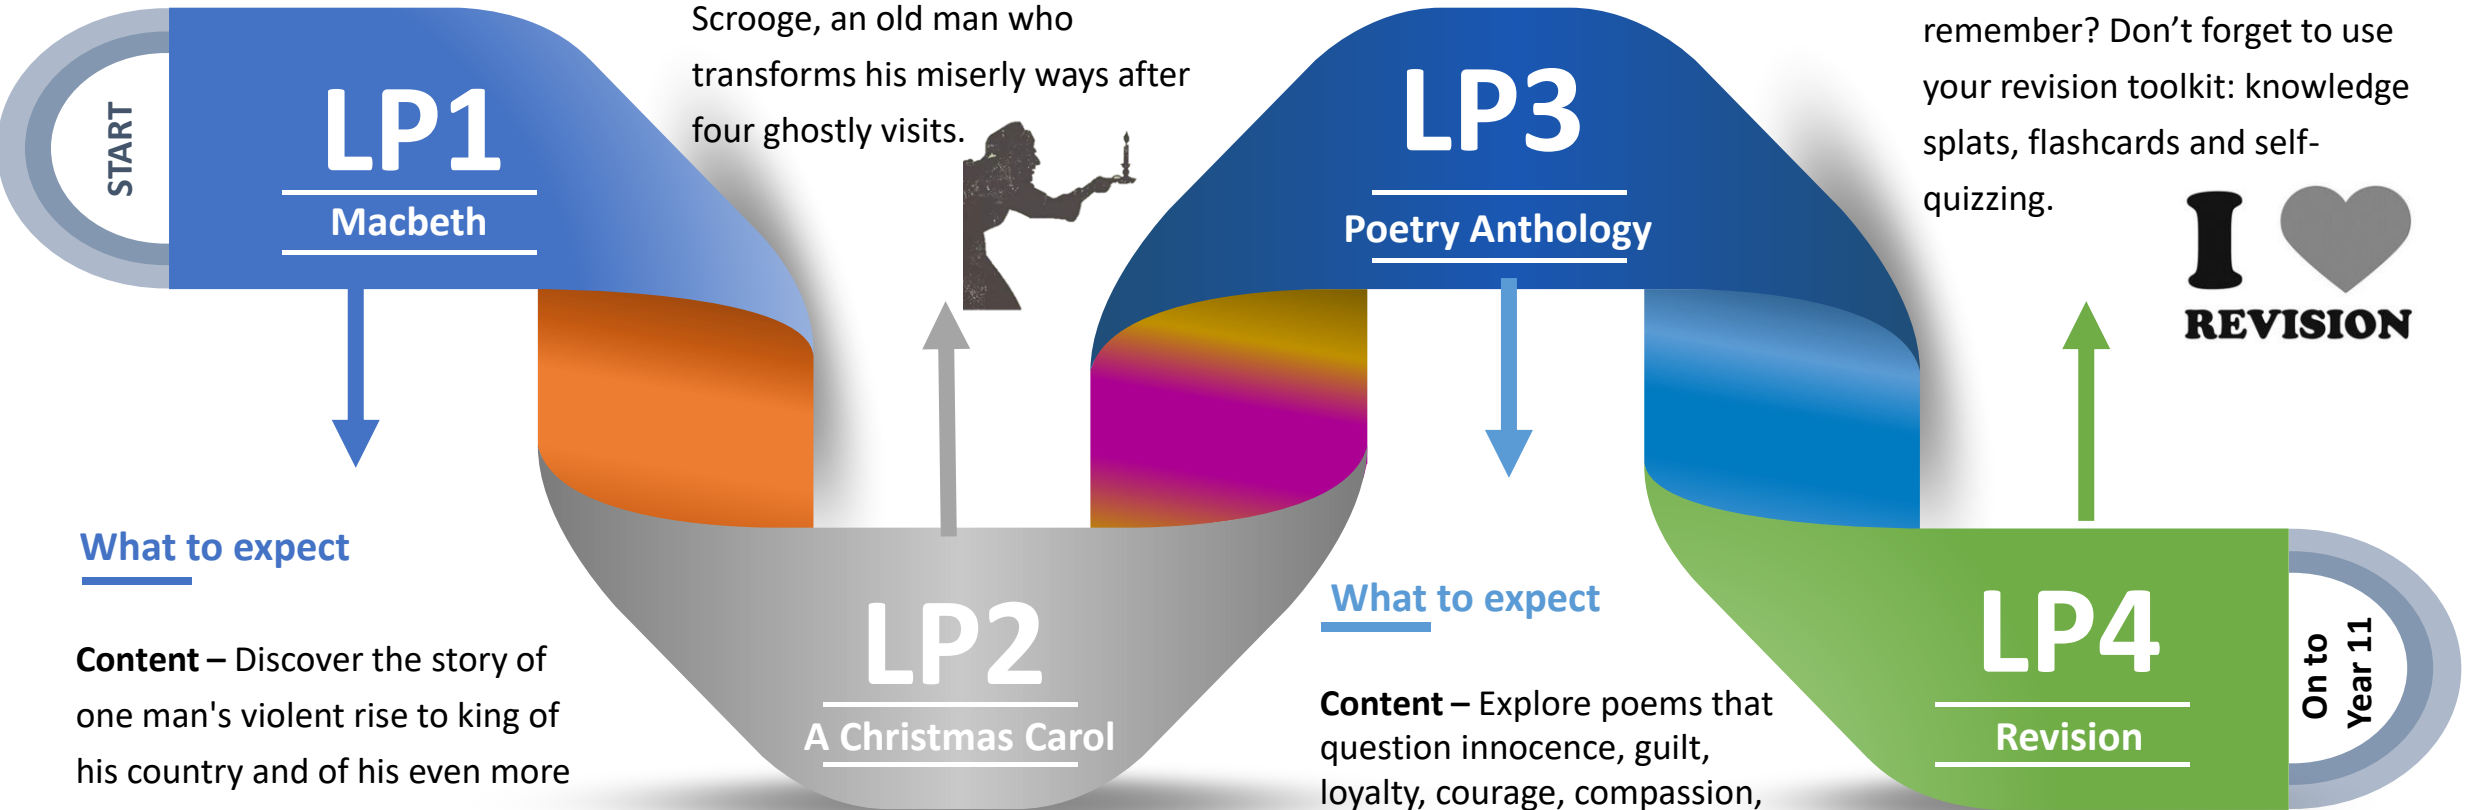 START
LP1
Macbeth
What to expect
Content – Discover the story of
one man's violent rise to king of
his country and of his even more
Scrooge, an old man who
transforms his miserly ways after
four ghostly visits.
LP2
A Christmas Carol
LP3
Poetry Anthology
What to expect
Content – Explore poems that
question innocence, guilt,
loyalty, courage, compassion,
remember? Don’t forget to use
your revision toolkit: knowledge
splats, flashcards and self-
quizzing.
I
REVISION
LP4
Revision
On to
Year 11